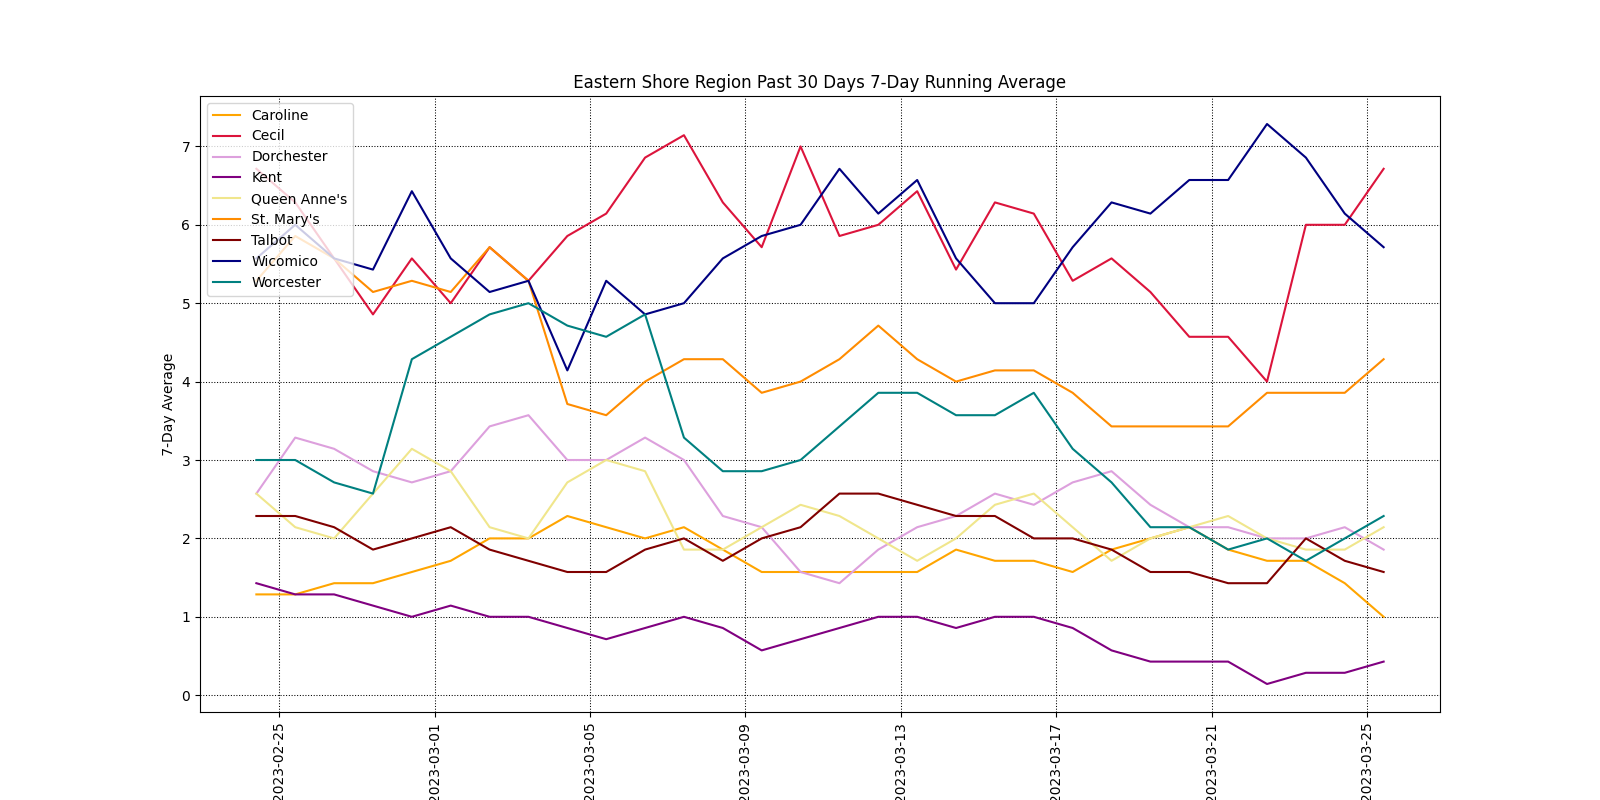 Eastern Shore Region Past 30 Days 7-Day Running Average
Caroline
Cecil
Dorchester
Kent
Queen Anne's
St. Mary's
Talbot
Wicomico
Worcester
7-Day Average
7
6
5
4
3
2
1
0
2023-02-25
2023-03-01
2023-03-05
2023-03-09
2023-03-13
2023-03-17
2023-03-21
2023-03-25